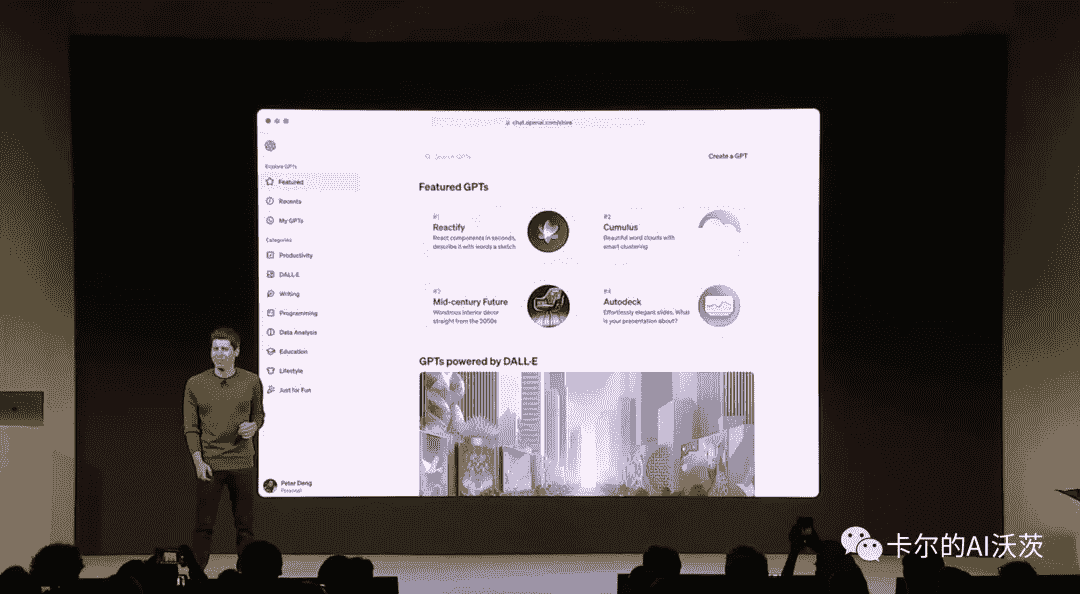 chat.openai.com/store
Search GPTs
Create a GPT
Explore GPTs
Featured
Recents
My GPTs
Categories
Productivity
DALL·E
Writing
Programming
Data Analysis
Education
Lifestyle
Just for Fun
Peter Deng
Personal
Featured GPTs
#1
Reactify
React components in seconds,
describe it with words a sketch
#2
Cumulus
Beautiful word clouds with
smart clustering
#3
Mid-century Future
Wondrous interior décor
straight from the 2050s
#4
Autodeck
Effortlessly elegant slides. What
is your presentation about?
GPTs powered by DALL·E
卡尔的AI沃茨